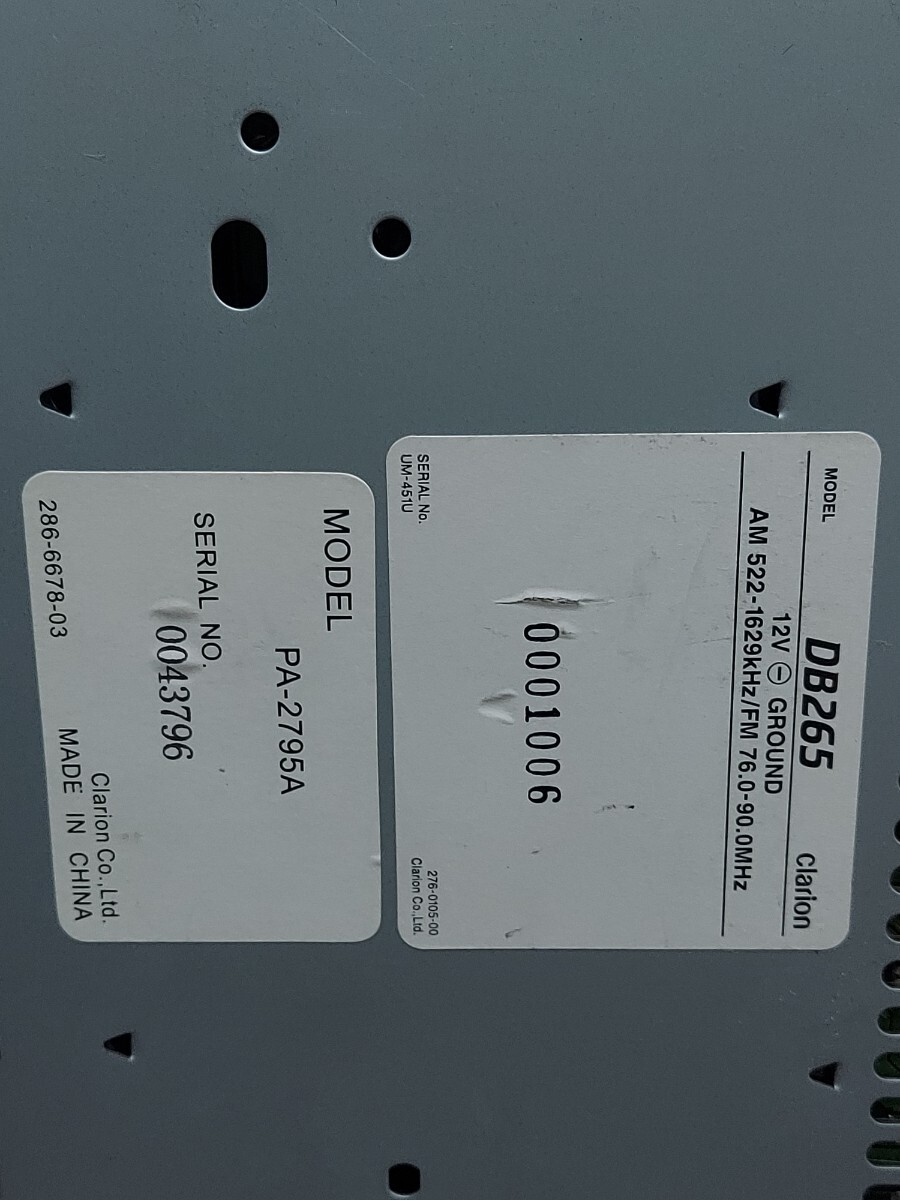 MODEL DB265 clarion
12V ⊖ GROUND
AM 522-1629kHz/FM 76.0-90.0MHz
0001006
SERIAL No. 276-0105-00
UM-451U Clarion Co.,Ltd.
MODEL
PA-2795A
SERIAL NO.
0043796
Clarion Co.,Ltd.
286-6678-03 MADE IN CHINA